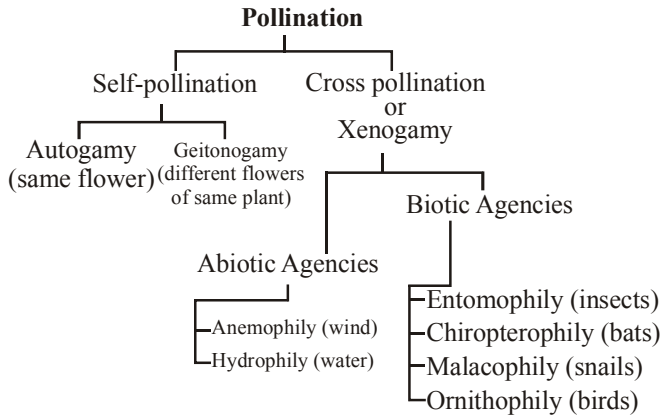 Pollination
Self-pollination
Cross pollination
or
Xenogamy
Autogamy
(same flower)
Geitonogamy
(different flowers
of same plant)
Abiotic Agencies
Anemophily (wind)
Hydrophily (water)
Biotic Agencies
Entomophily (insects)
Chiropterophily (bats)
Malacophily (snails)
Ornithophily (birds)